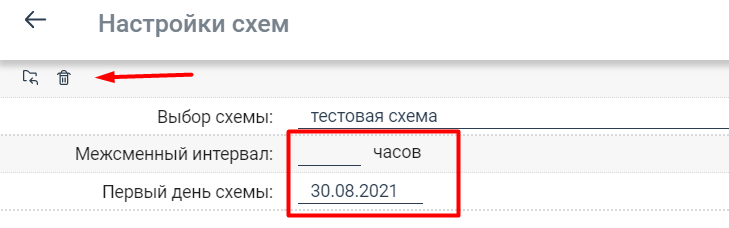 Настройки схем
Выбор схемы: тестовая схема
Межсменный интервал: часов
Первый день схемы: 30.08.2021